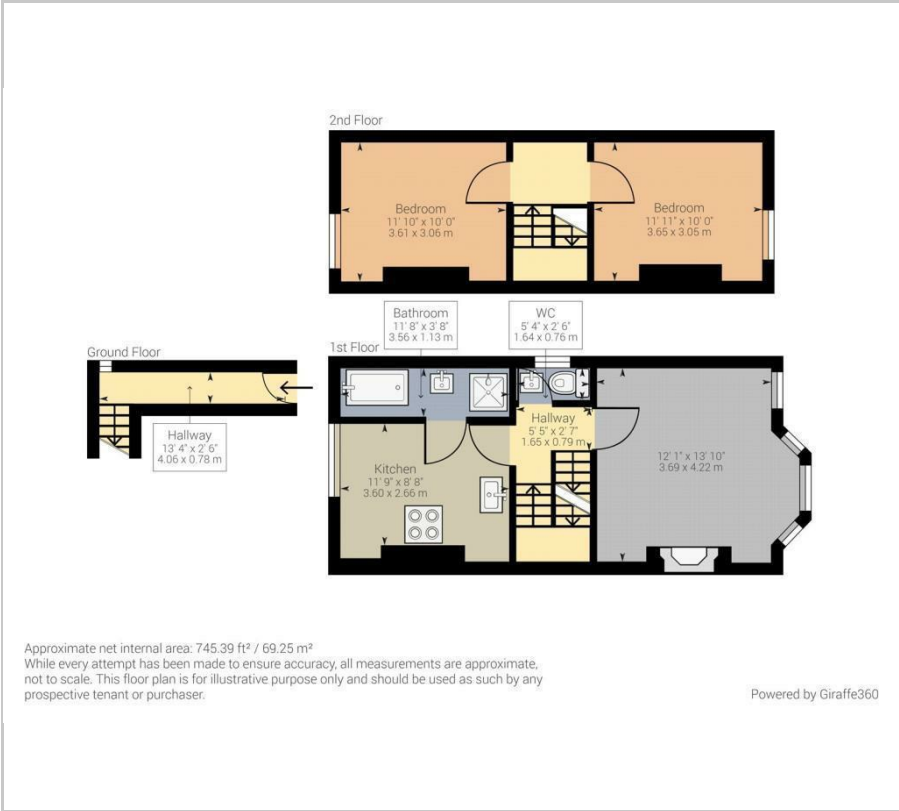 2nd Floor
Bedroom
11' 10" x 10' 0"
3.61 x 3.06 m
Bedroom
11' 11" x 10' 0"
3.65 x 3.05 m
Bathroom
11' 8" x 3' 8"
3.56 x 1.13 m
WC
5' 4" x 2' 6"
1.64 x 0.76 m
Ground Floor
1st Floor
Hallway
13' 4" x 2' 6"
4.06 x 0.78 m
Hallway
5' 5" x 2' 7"
1.65 x 0.79 m
Kitchen
11' 9" x 8' 8"
3.60 x 2.66 m
12' 1" x 13' 10"
3.69 x 4.22 m
Approximate net internal area: 745.39 ft² / 69.25 m²
While every attempt has been made to ensure accuracy, all measurements are approximate,
not to scale. This floor plan is for illustrative purpose only and should be used as such by any
prospective tenant or purchaser.
Powered by Giraffe360